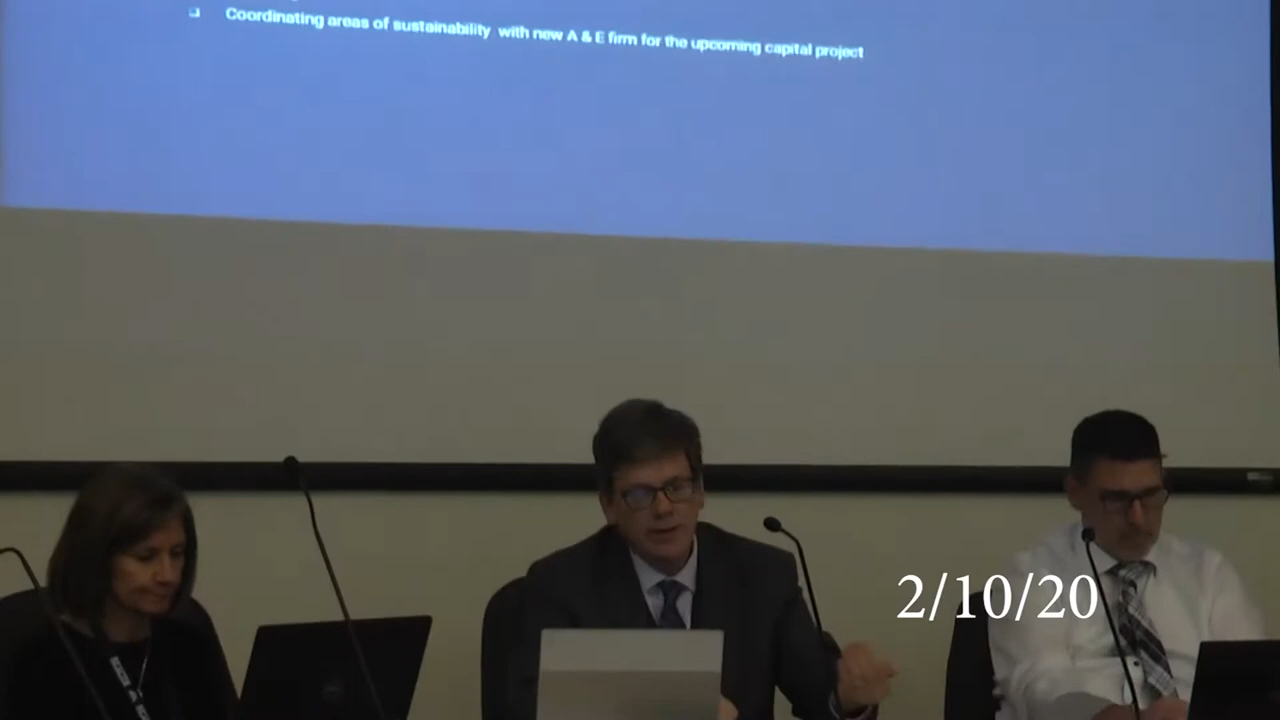 Coordinating areas of sustainability with new A & E firm for the upcoming capital project
2/10/20